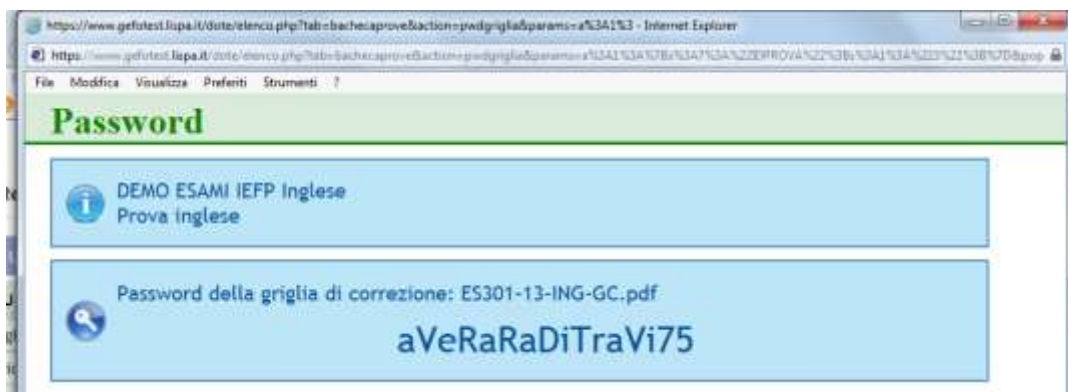 https://www.gefotest.lispa.it/dote/elenco.php?tab=bachecaprove&action=pwdgriglia&params=a%3A1%3 - Internet Explorer
File Modifica Visualizza Preferiti Strumenti ?
Password
DEMO ESAMI IEFP Inglese
Prova inglese
Password della griglia di correzione: ES301-13-ING-GC.pdf
aVeRaRaDiTraVi75